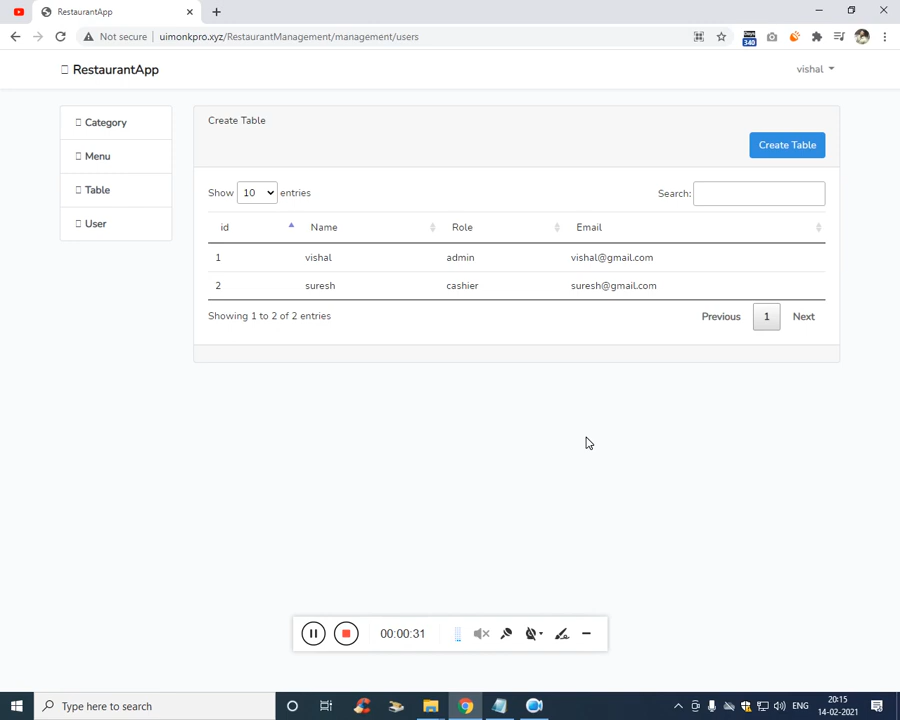 RestaurantApp
Not secure
uimonkpro.xyz/RestaurantManagement/management/users
340
RestaurantApp
vishal
Category
Menu
Table
User
Create Table
Create Table
Show 10 entries
Search:
id Name Role Email
1 vishal admin vishal@gmail.com
2 suresh cashier suresh@gmail.com
Showing 1 to 2 of 2 entries
Previous 1 Next
00:00:31
Type here to search
ENG
20:15
14-02-2021